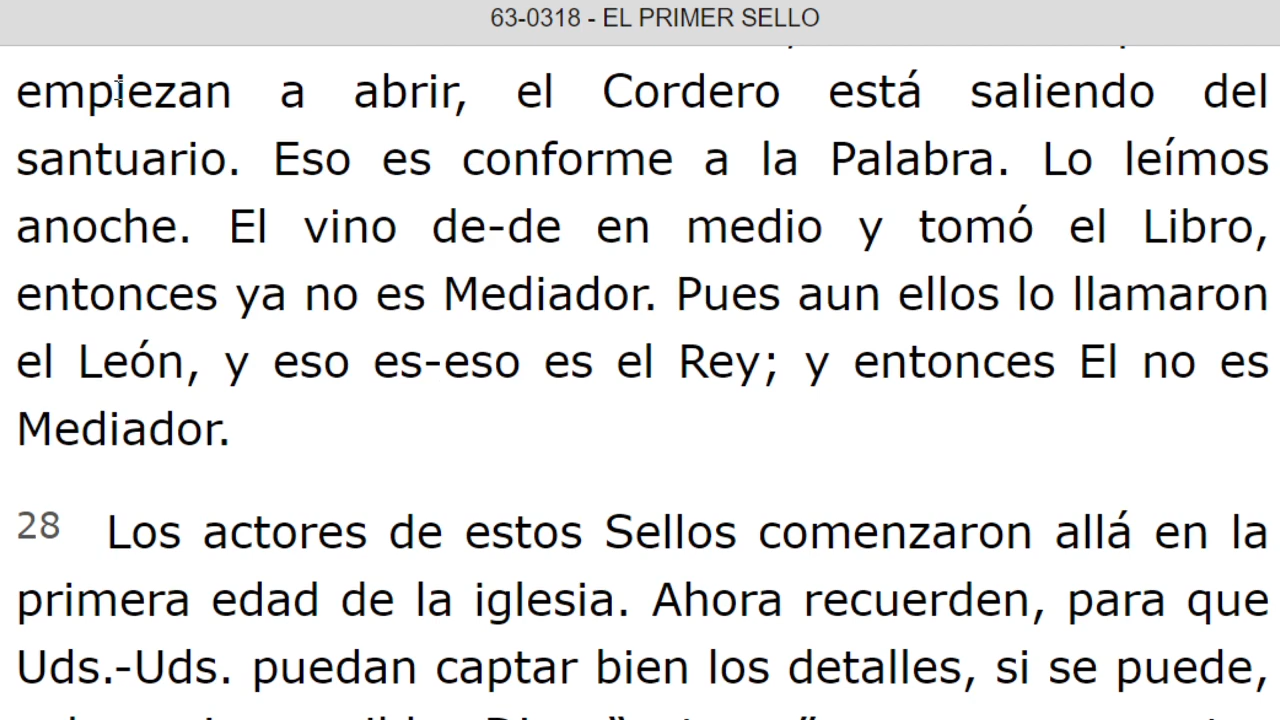 63-0318 - EL PRIMER SELLO
empiezan a abrir, el Cordero está saliendo del
santuario. Eso es conforme a la Palabra. Lo leímos
anoche. El vino de-de en medio y tomó el Libro,
entonces ya no es Mediador. Pues aun ellos lo llamaron
el León, y eso es-eso es el Rey; y entonces El no es
Mediador.
28 Los actores de estos Sellos comenzaron allá en la
primera edad de la iglesia. Ahora recuerden, para que
Uds.-Uds. puedan captar bien los detalles, si se puede,